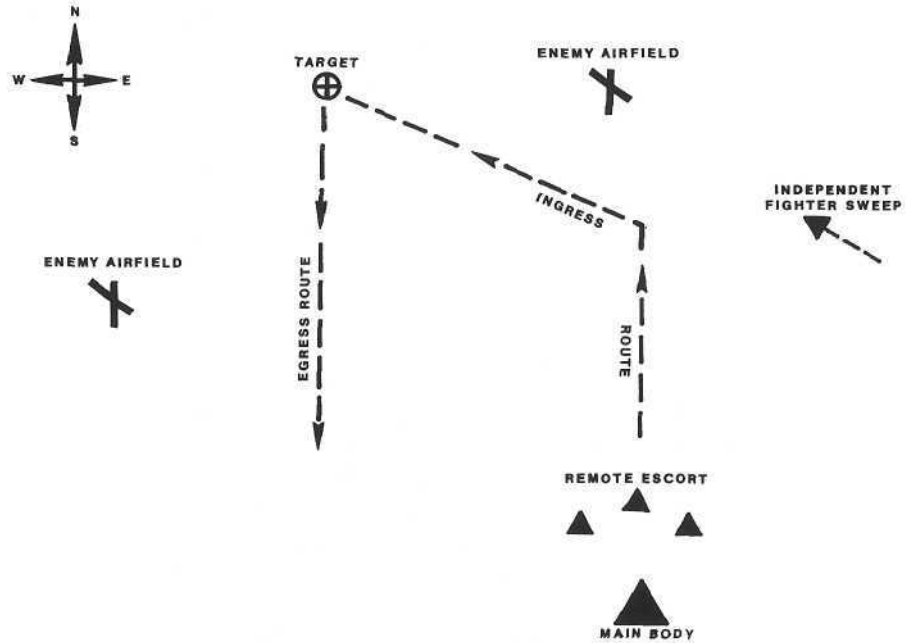 N
W E
S
TARGET
ENEMY AIRFIELD
INDEPENDENT
FIGHTER SWEEP
INGRESS
ENEMY AIRFIELD
EGRESS ROUTE
ROUTE
REMOTE ESCORT
MAIN BODY